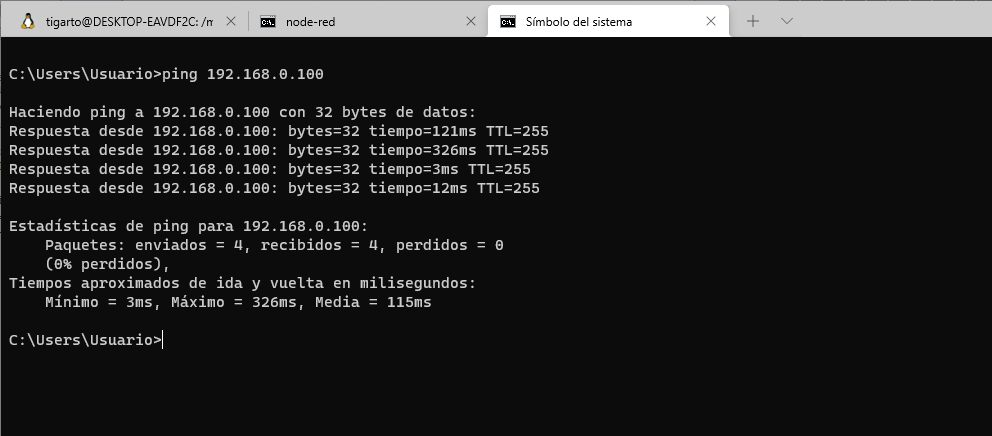 tigarto@DESKTOP-EAVDF2C: /m
node-red
Símbolo del sistema
C:\Users\Usuario>ping 192.168.0.100
Haciendo ping a 192.168.0.100 con 32 bytes de datos:
Respuesta desde 192.168.0.100: bytes=32 tiempo=121ms TTL=255
Respuesta desde 192.168.0.100: bytes=32 tiempo=326ms TTL=255
Respuesta desde 192.168.0.100: bytes=32 tiempo=3ms TTL=255
Respuesta desde 192.168.0.100: bytes=32 tiempo=12ms TTL=255
Estadísticas de ping para 192.168.0.100:
    Paquetes: enviados = 4, recibidos = 4, perdidos = 0
    (0% perdidos),
Tiempos aproximados de ida y vuelta en milisegundos:
    Mínimo = 3ms, Máximo = 326ms, Media = 115ms
C:\Users\Usuario>